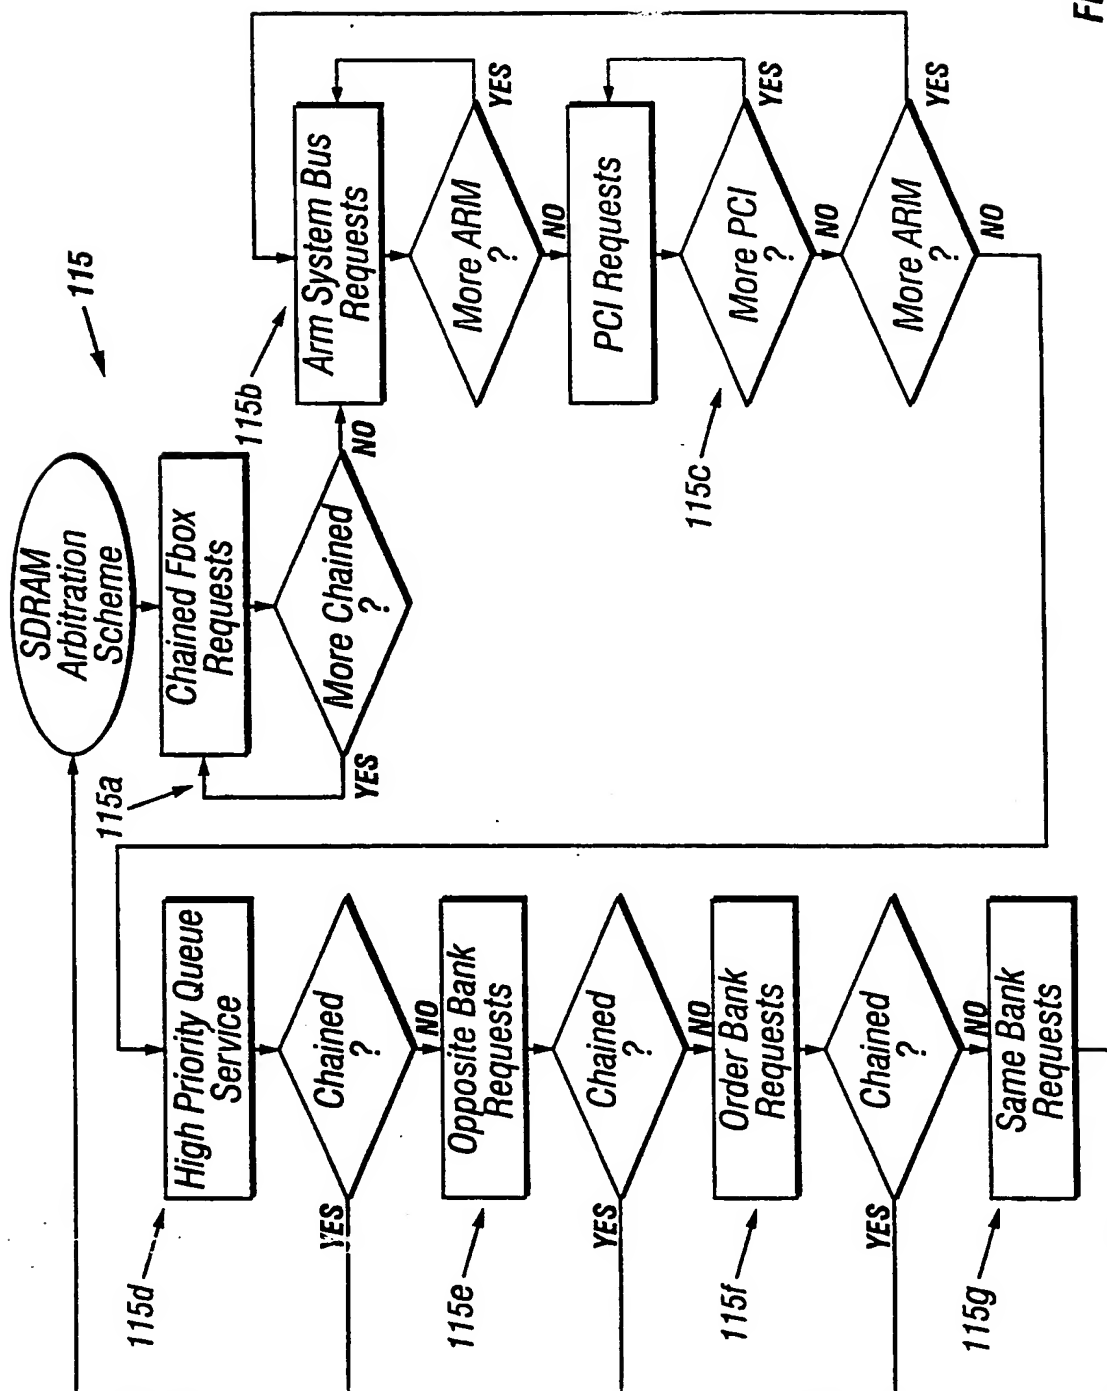 SDRAM
Arbitration
Scheme
115
115a
Chained Fbox
Requests
More Chained
?
YES
NO
115b
Arm System Bus
Requests
More ARM
?
YES
NO
PCI Requests
115c
More PCI
?
YES
NO
More ARM
?
YES
NO
115d
High Priority Queue
Service
Chained
?
YES
NO
115e
Opposite Bank
Requests
Chained
?
YES
NO
115f
Order Bank
Requests
Chained
?
YES
NO
115g
Same Bank
Requests